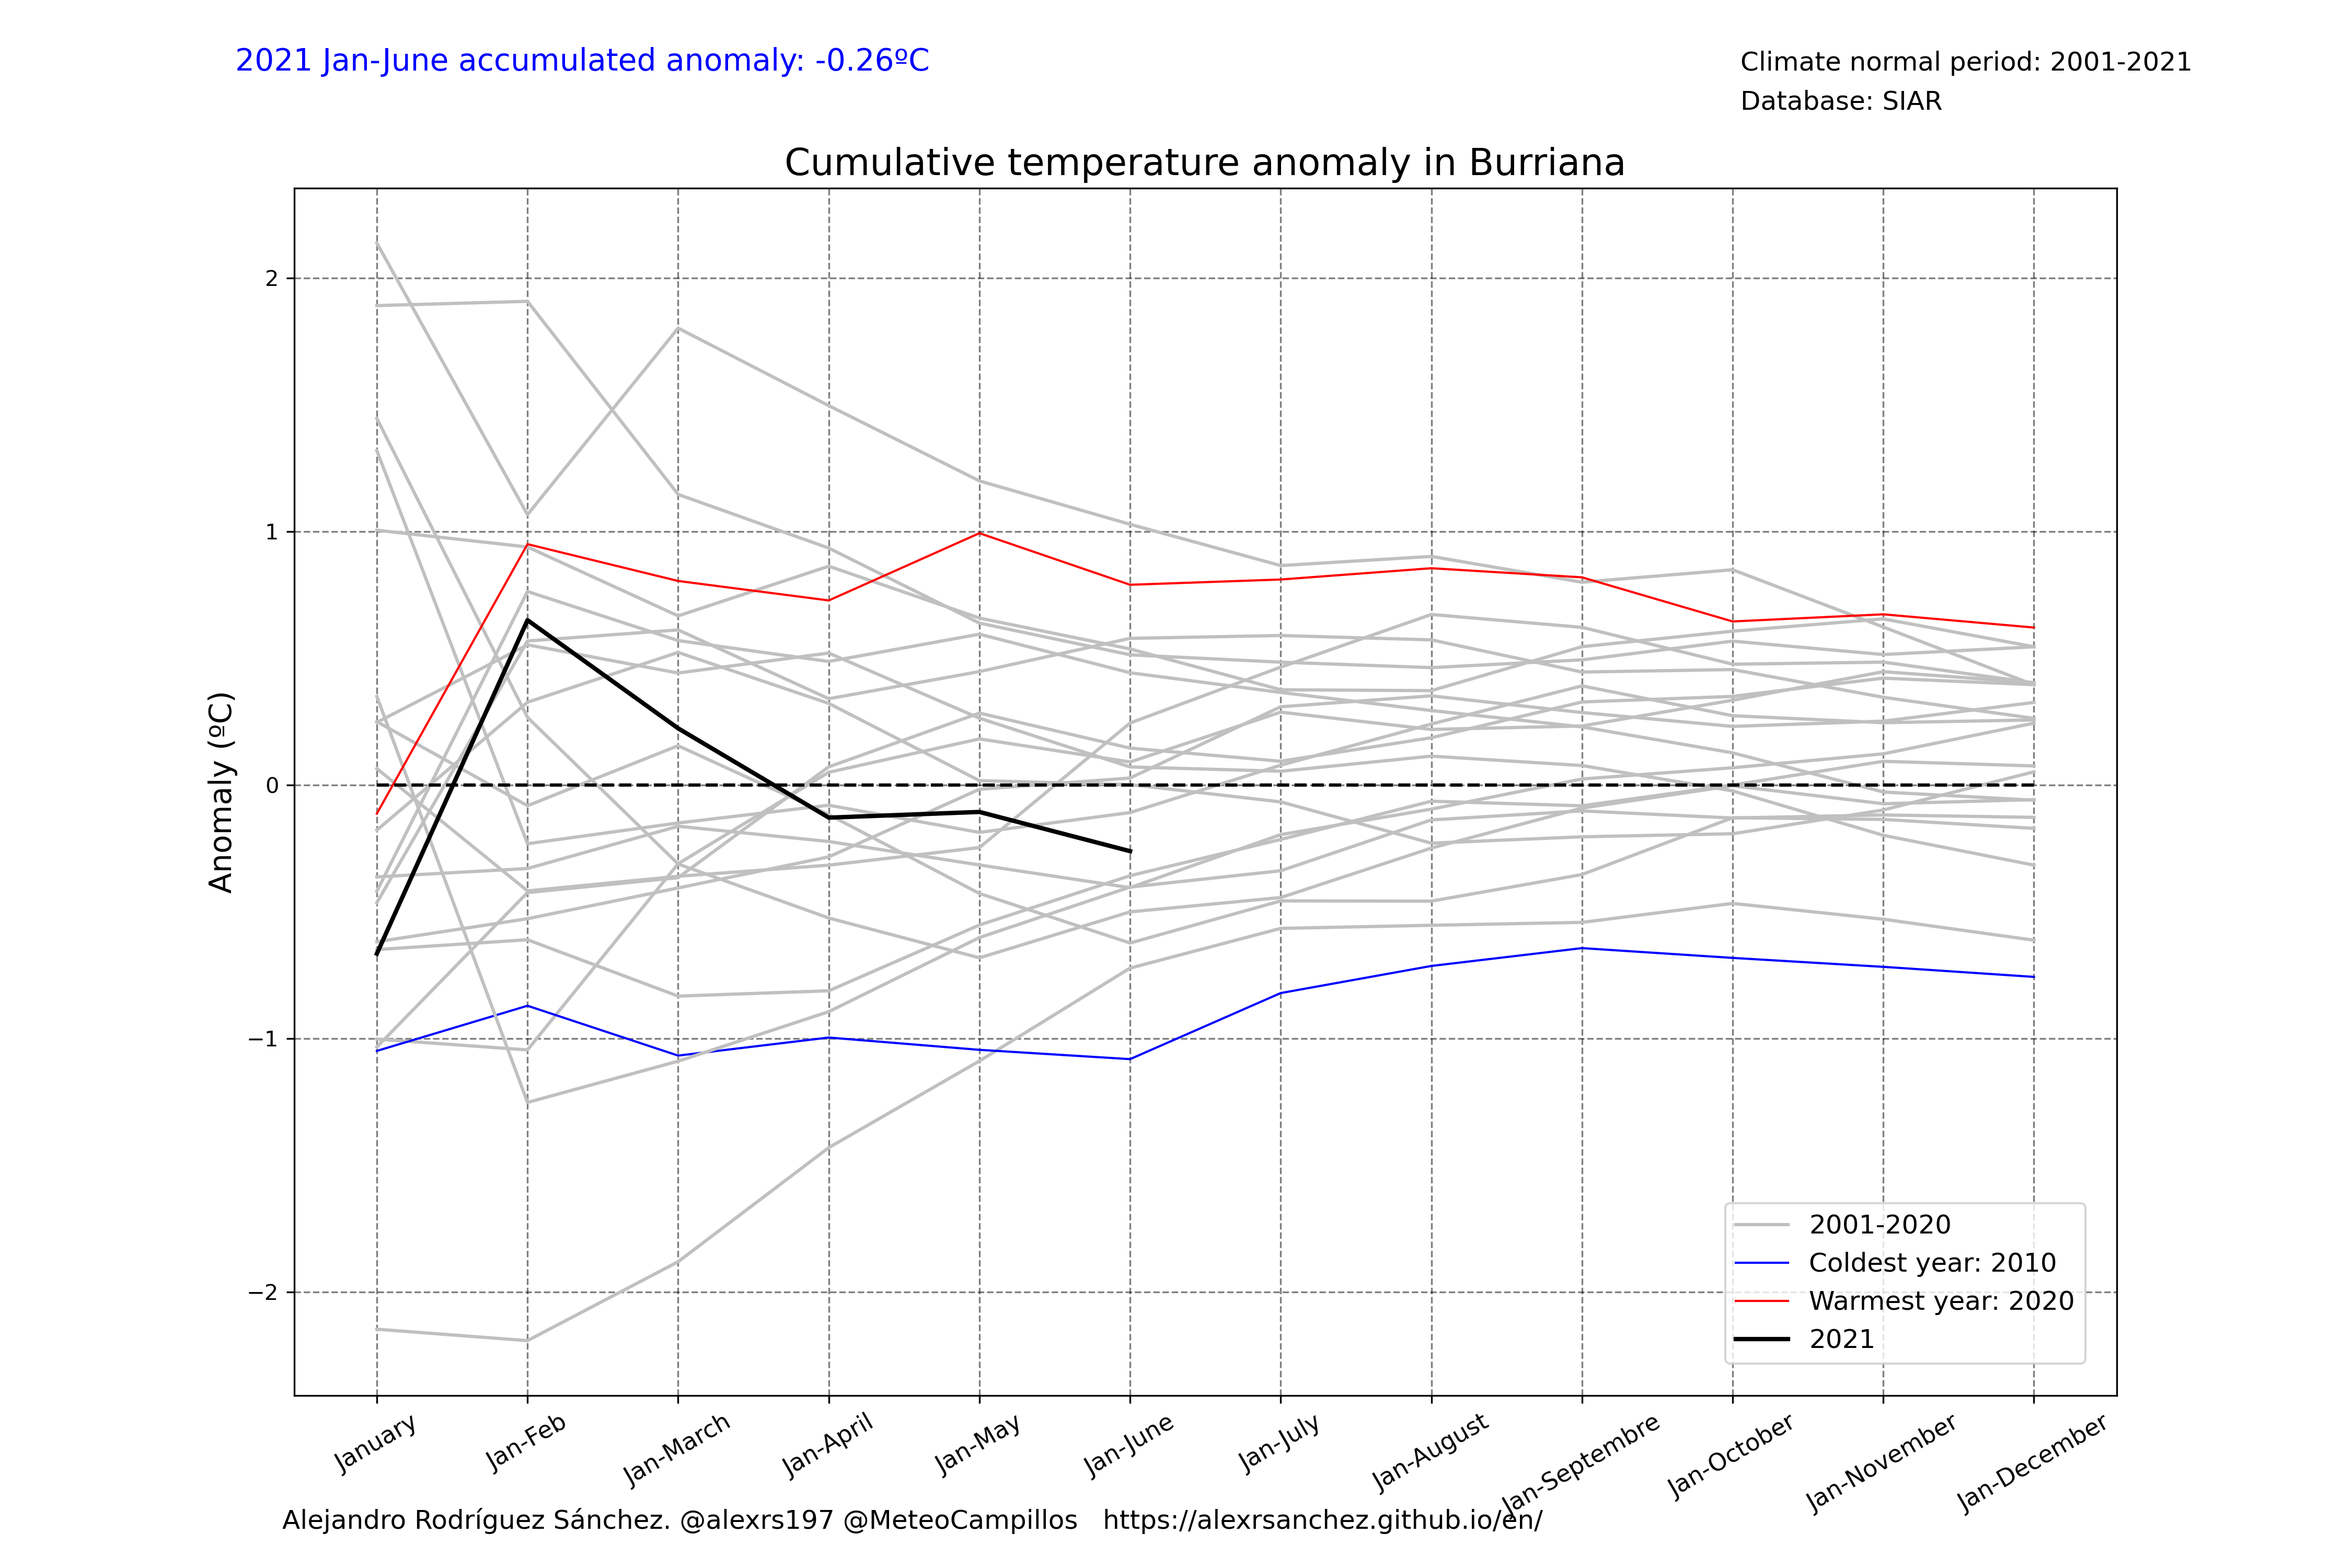 2021 Jan-June accumulated anomaly: -0.26ºC
Climate normal period: 2001-2021
Database: SIAR
Cumulative temperature anomaly in Burriana
Anomaly (ºC)
2
1
0
−1
−2
2001-2020
Coldest year: 2010
Warmest year: 2020
2021
January
Jan-Feb
Jan-March
Jan-April
Jan-May
Jan-June
Jan-July
Jan-August
Jan-Septembre
Jan-October
Jan-November
Jan-December
Alejandro Rodríguez Sánchez. @alexrs197 @MeteoCampillos   https://alexrsanchez.github.io/en/